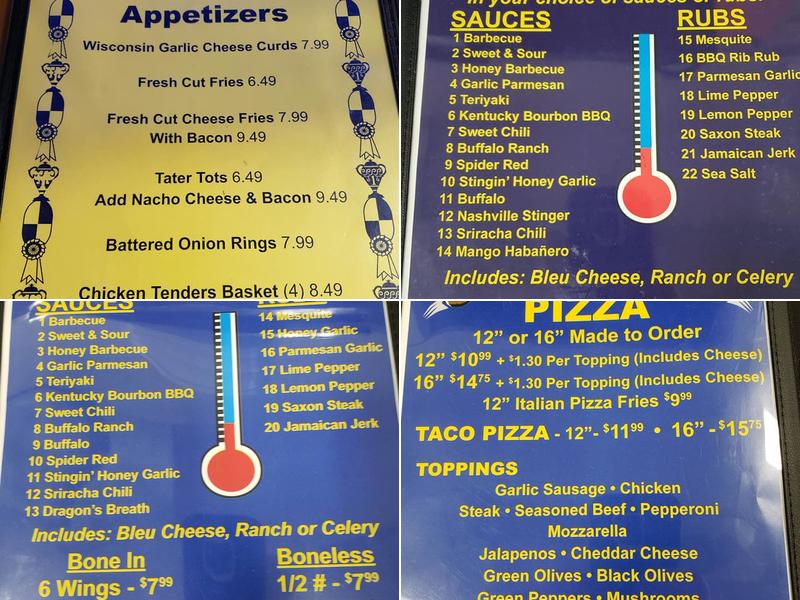 Appetizers
Wisconsin Garlic Cheese Curds 7.99
Fresh Cut Fries 6.49
Fresh Cut Cheese Fries 7.99
With Bacon 9.49
Tater Tots 6.49
Add Nacho Cheese & Bacon 9.49
Battered Onion Rings 7.99
Chicken Tenders Basket (4) 8.49
in your choice of sauces or rubs.
SAUCES
1 Barbecue
2 Sweet & Sour
3 Honey Barbecue
4 Garlic Parmesan
5 Teriyaki
6 Kentucky Bourbon BBQ
7 Sweet Chili
8 Buffalo Ranch
9 Spider Red
10 Stingin' Honey Garlic
11 Buffalo
12 Nashville Stinger
13 Sriracha Chili
14 Mango Habañero
RUBS
15 Mesquite
16 BBQ Rib Rub
17 Parmesan Garlic
18 Lime Pepper
19 Lemon Pepper
20 Saxon Steak
21 Jamaican Jerk
22 Sea Salt
Includes: Bleu Cheese, Ranch or Celery
SAUCES
1 Barbecue
2 Sweet & Sour
3 Honey Barbecue
4 Garlic Parmesan
5 Teriyaki
6 Kentucky Bourbon BBQ
7 Sweet Chili
8 Buffalo Ranch
9 Buffalo
10 Spider Red
11 Stingin' Honey Garlic
12 Sriracha Chili
13 Dragon's Breath
14 Mesquite
15 Honey Garlic
16 Parmesan Garlic
17 Lime Pepper
18 Lemon Pepper
19 Saxon Steak
20 Jamaican Jerk
Includes: Bleu Cheese, Ranch or Celery
Bone In
6 Wings - $7.99
Boneless
1/2 # - $7.99
PIZZA
12” or 16” Made to Order
12” $10.99 + $1.30 Per Topping (Includes Cheese)
16” $14.75 + $1.30 Per Topping (Includes Cheese)
12” Italian Pizza Fries $9.99
TACO PIZZA - 12”- $11.99 • 16” - $15.75
TOPPINGS
Garlic Sausage • Chicken
Steak • Seasoned Beef • Pepperoni
Mozzarella
Jalapenos • Cheddar Cheese
Green Olives • Black Olives
Green Peppers • Mushrooms